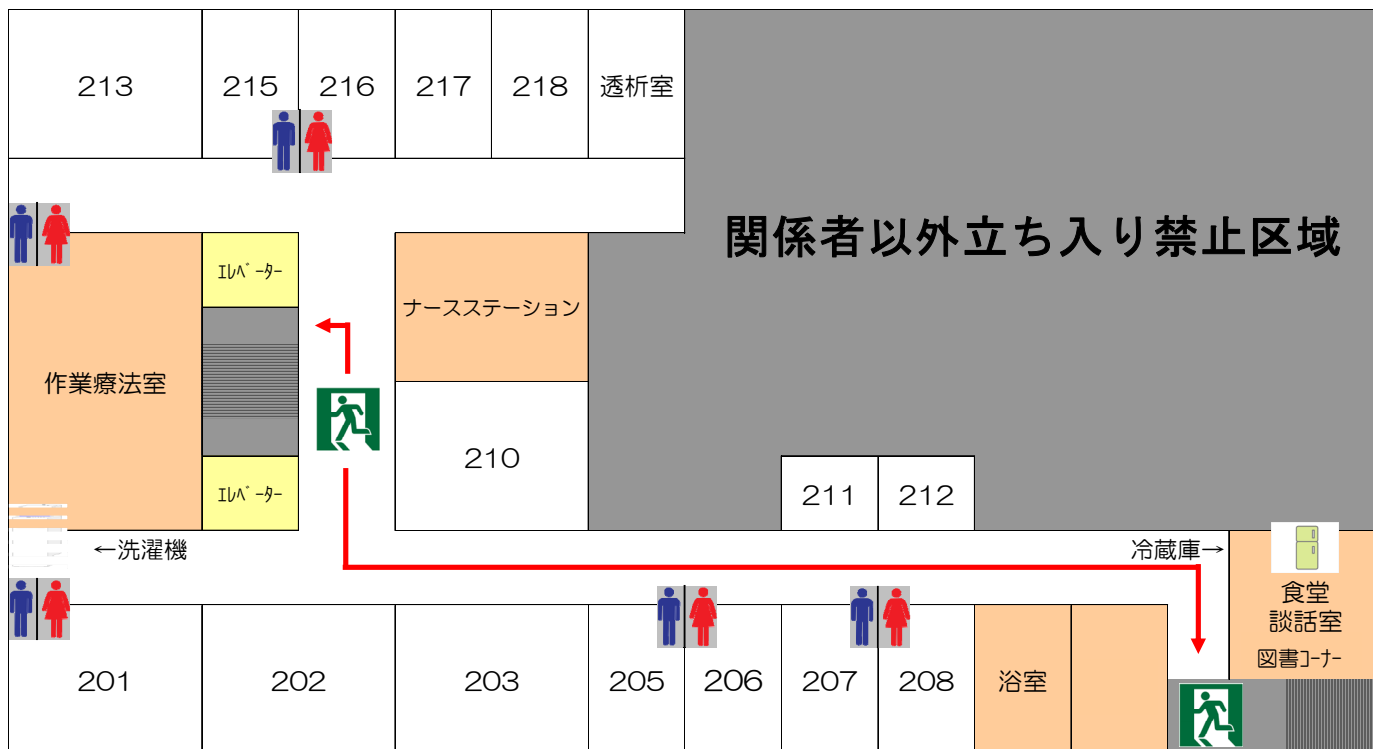 213
215
216
217
218
透析室
関係者以外立ち入り禁止区域
ｴﾚﾍﾞｰﾀｰ
ナースステーション
作業療法室
210
ｴﾚﾍﾞｰﾀｰ
211
212
←洗濯機
冷蔵庫→
食堂
談話室
図書ｺｰﾅｰ
201
202
203
205
206
207
208
浴室